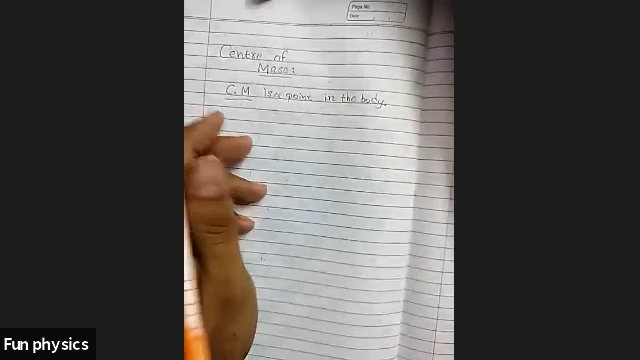 Page No:
Date:
Centre of
Mass:
C.M is a point in the body.
Fun physics